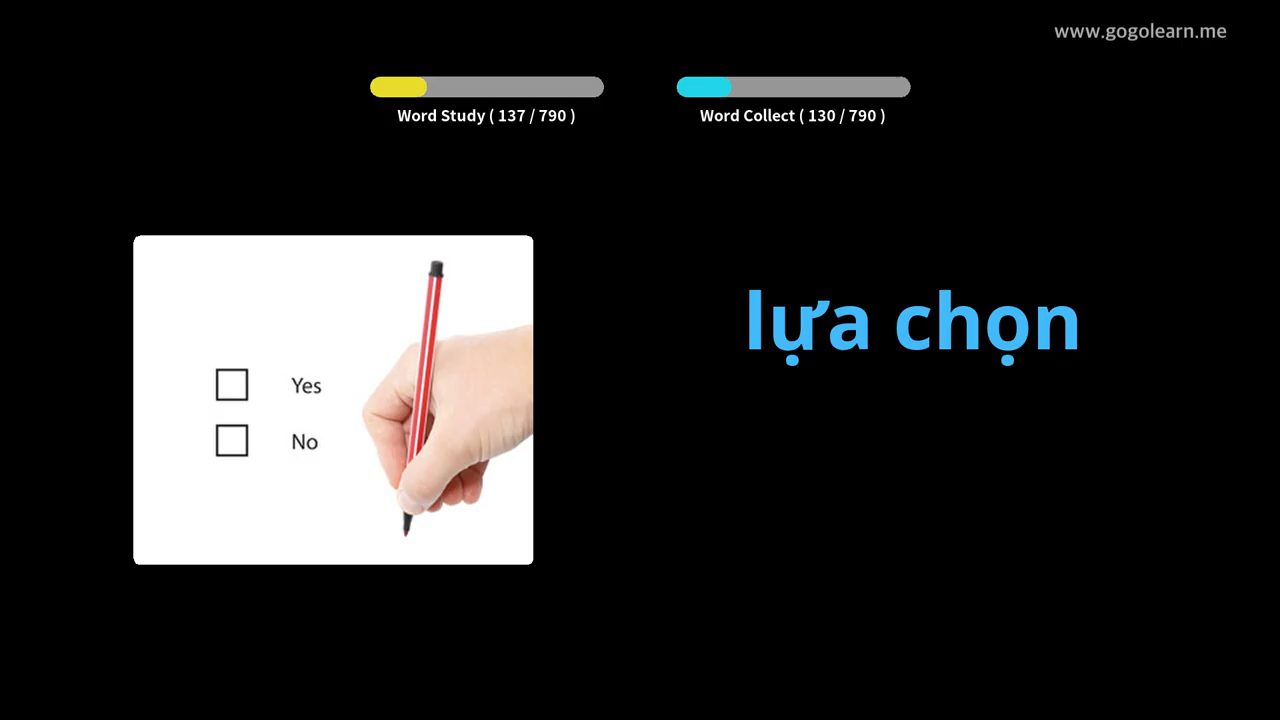 www.gogolearn.me
Word Study ( 137 / 790 )
Word Collect ( 130 / 790 )
lựa chọn
Yes
No